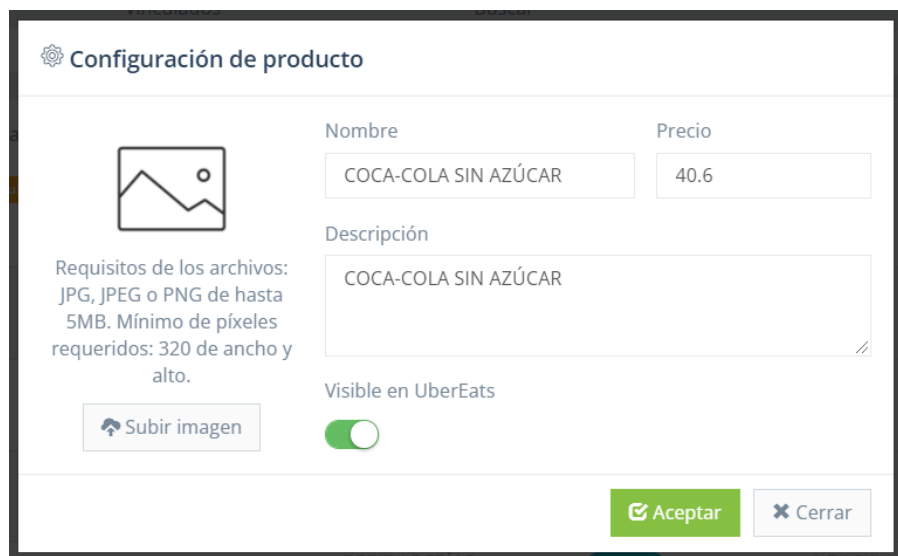 Configuración de producto
Nombre
Precio
COCA-COLA SIN AZÚCAR
40.6
Descripción
COCA-COLA SIN AZÚCAR
Requisitos de los archivos:
JPG, JPEG o PNG de hasta
5MB. Mínimo de píxeles
requeridos: 320 de ancho y
alto.
Subir imagen
Visible en UberEats
Aceptar
Cerrar